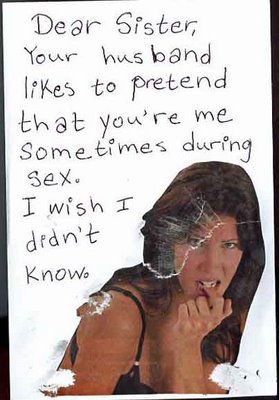 Dear Sister,
Your husband
likes to pretend
that you're me
Sometimes during
sex.
I wish I
didn't
know.